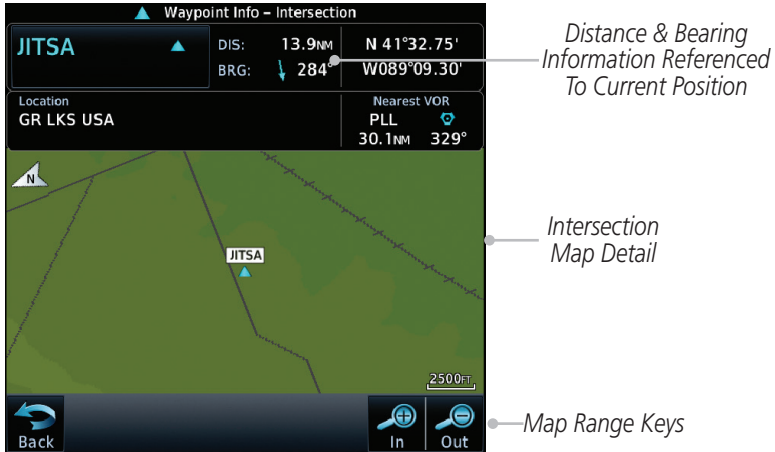 Waypoint Info – Intersection
JITSA
DIS: 13.9NM
BRG: 284°
N 41°32.75'
W089°09.30'
Location
GR LKS USA
Nearest VOR
PLL
30.1NM 329°
N
JITSA
2500FT
Back
In
Out
Distance & Bearing
Information Referenced
To Current Position
Intersection
Map Detail
Map Range Keys